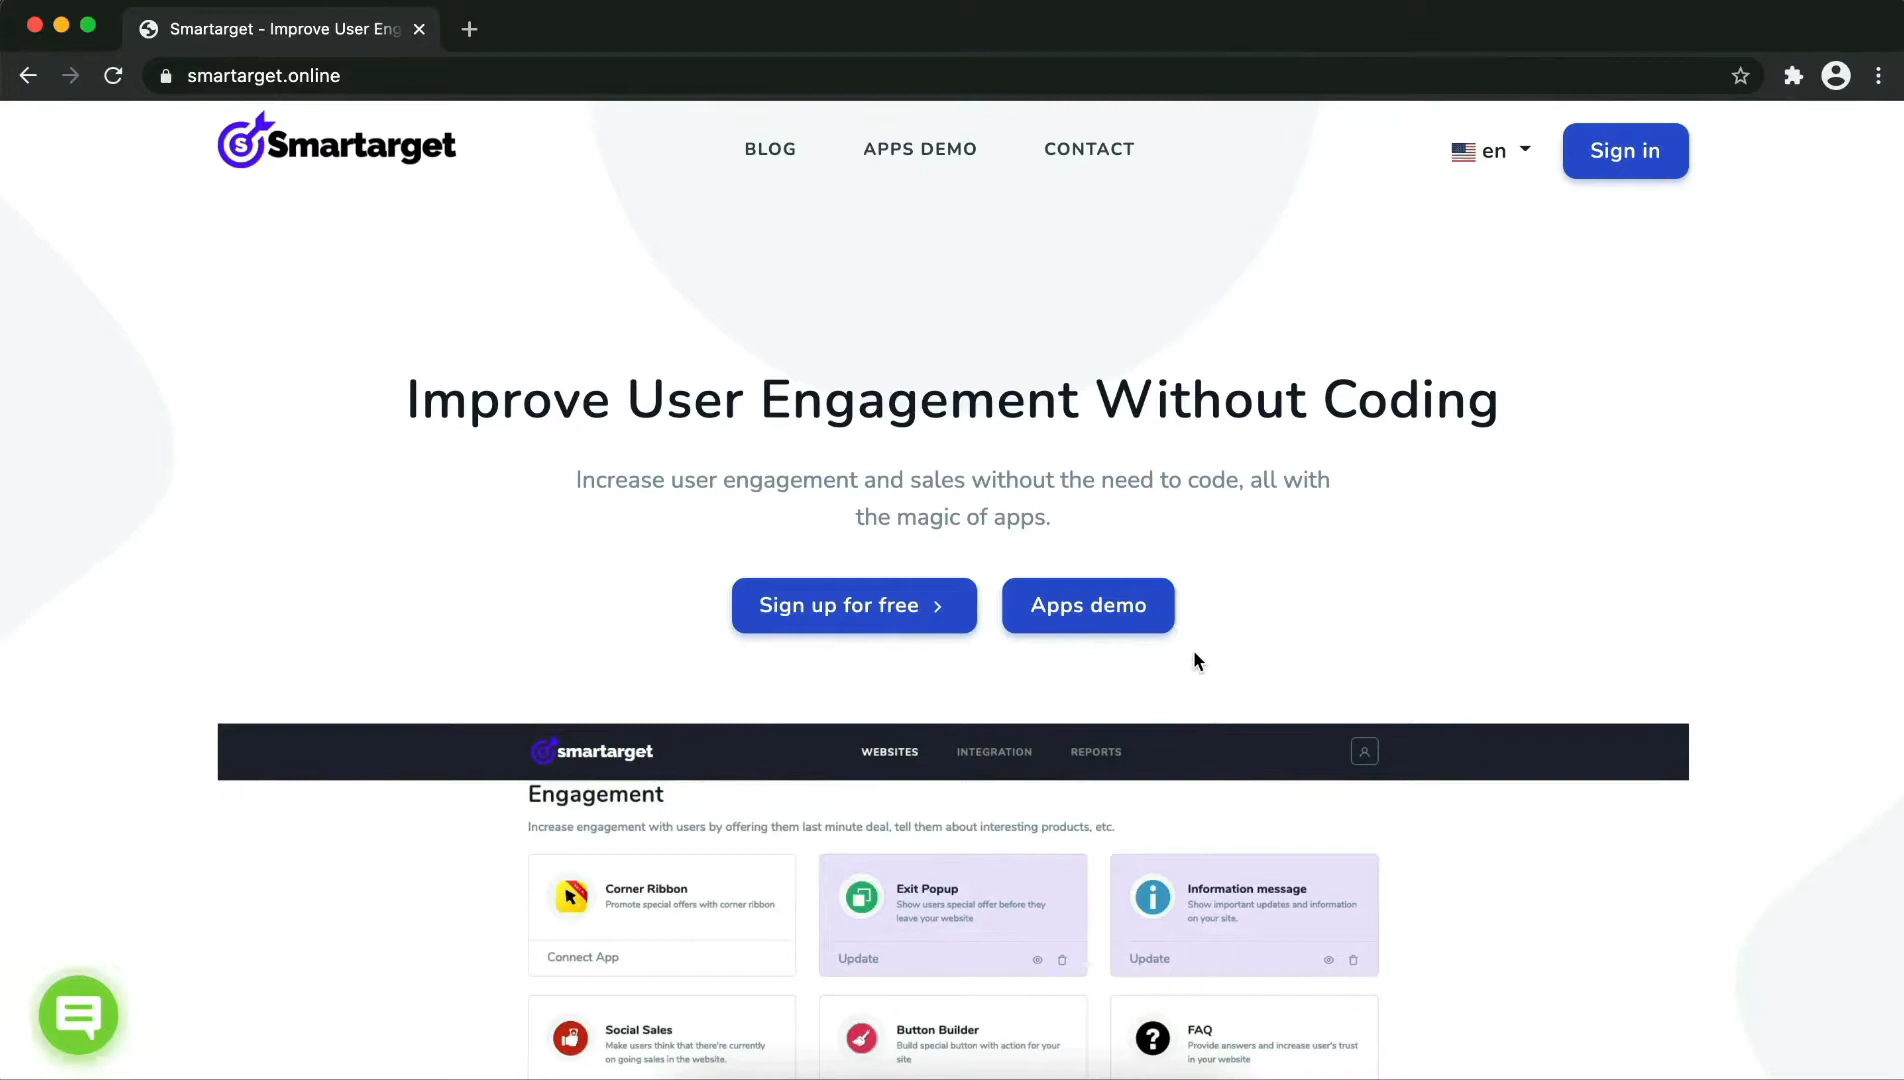 Smartarget - Improve User Eng
smartarget.online
Smartarget
BLOG
APPS DEMO
CONTACT
en
Sign in
Improve User Engagement Without Coding
Increase user engagement and sales without the need to code, all with
the magic of apps.
Sign up for free
Apps demo
smartarget
WEBSITES
INTEGRATION
REPORTS
Engagement
Increase engagement with users by offering them last minute deal, tell them about interesting products, etc.
Corner Ribbon
Promote special offers with corner ribbon
Connect App
Exit Popup
Show users special offer before they
leave your website
Update
Information message
Show important updates and information
on your site.
Update
Social Sales
Make users think that there're currently
on going sales in the website.
Button Builder
Build special button with action for your
site
FAQ
Provide answers and increase user's trust
in your website